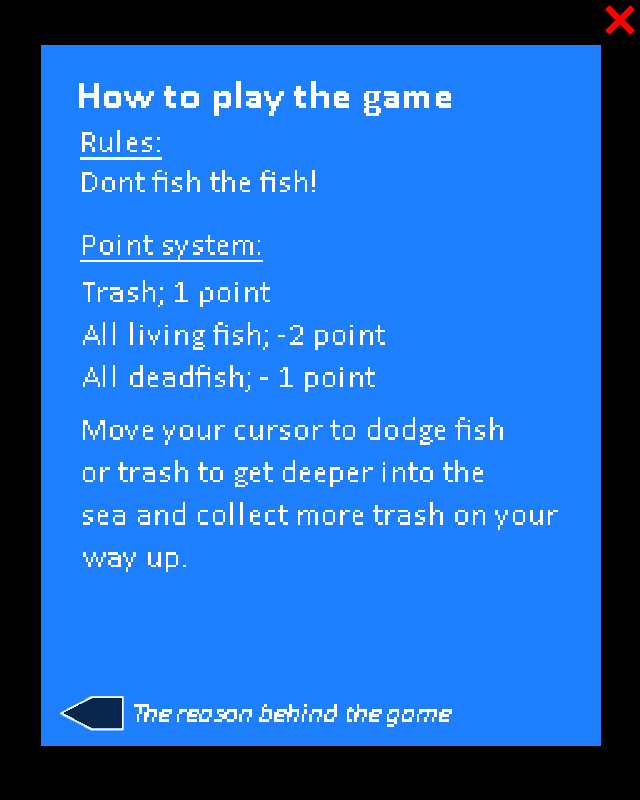 How to play the game
Rules:
Dont fish the fish!
Point system:
Trash; 1 point
All living fish; -2 point
All deadfish; - 1 point
Move your cursor to dodge fish
or trash to get deeper into the
sea and collect more trash on your
way up.
The reason behind the game